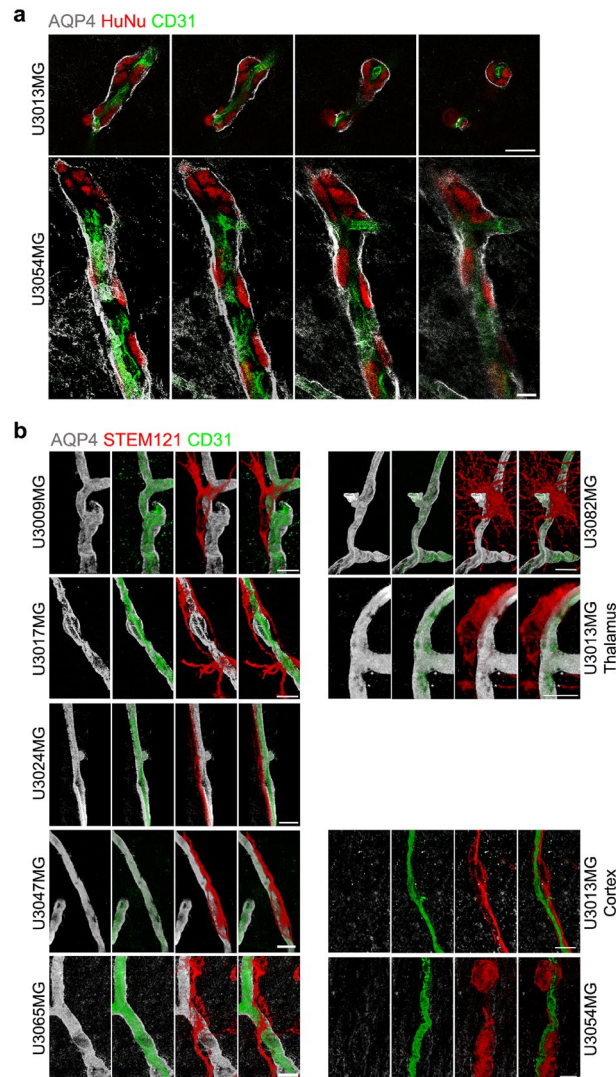 a
AQP4 HuNu CD31
U3013MG
U3054MG
b
AQP4 STEM121 CD31
U3009MG
U3017MG
U3024MG
U3047MG
U3065MG
U3082MG
U3013MG
Thalamus
U3013MG
Cortex
U3054MG